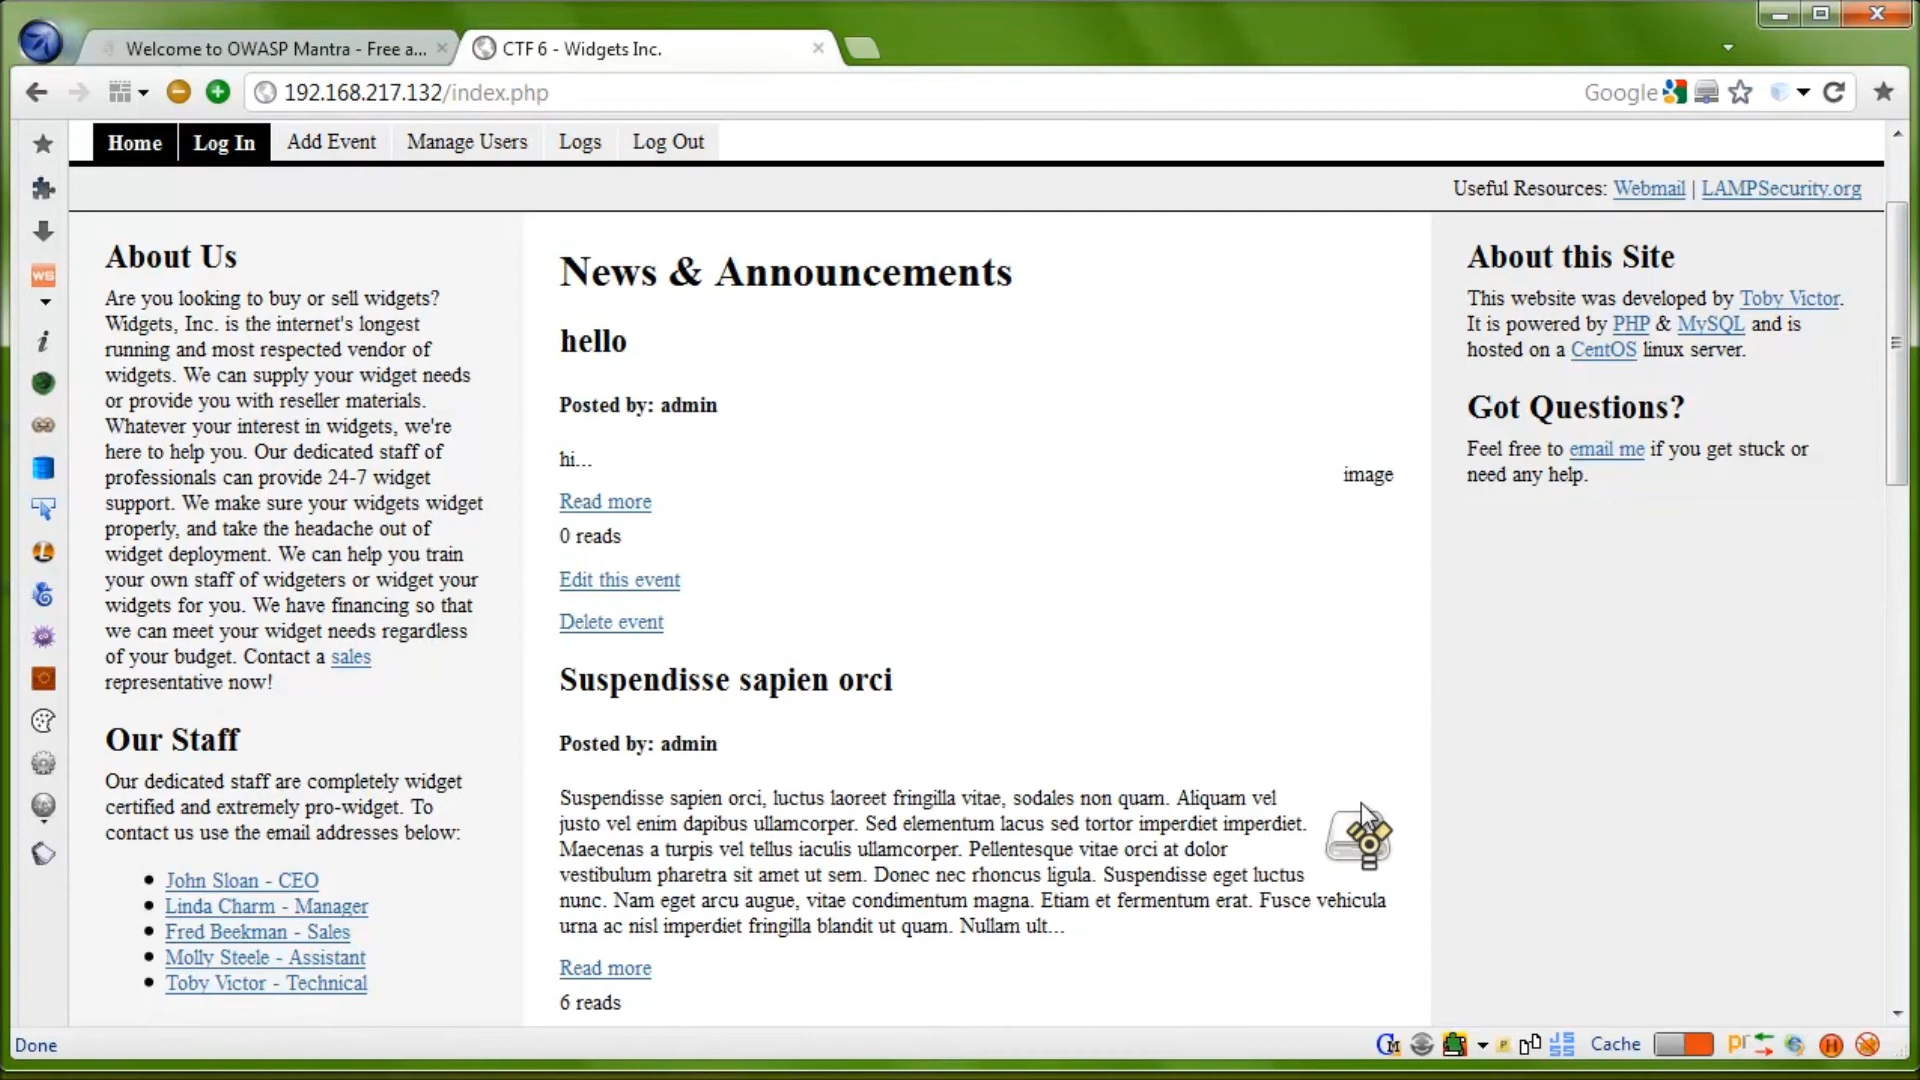 Welcome to OWASP Mantra - Free a...
CTF 6 - Widgets Inc.
192.168.217.132/index.php
Google
Home
Log In
Add Event
Manage Users
Logs
Log Out
Useful Resources: Webmail | LAMPSecurity.org
About Us
Are you looking to buy or sell widgets?
Widgets, Inc. is the internet's longest
running and most respected vendor of
widgets. We can supply your widget needs
or provide you with reseller materials.
Whatever your interest in widgets, we're
here to help you. Our dedicated staff of
professionals can provide 24-7 widget
support. We make sure your widgets widget
properly, and take the headache out of
widget deployment. We can help you train
your own staff of widgeters or widget your
widgets for you. We have financing so that
we can meet your widget needs regardless
of your budget. Contact a sales
representative now!
Our Staff
Our dedicated staff are completely widget
certified and extremely pro-widget. To
contact us use the email addresses below:
John Sloan - CEO
Linda Charm - Manager
Fred Beekman - Sales
Molly Steele - Assistant
Toby Victor - Technical
News & Announcements
hello
Posted by: admin
hi...
image
Read more
0 reads
Edit this event
Delete event
Suspendisse sapien orci
Posted by: admin
Suspendisse sapien orci, luctus laoreet fringilla vitae, sodales non quam. Aliquam vel
justo vel enim dapibus ullamcorper. Sed elementum lacus sed tortor imperdiet imperdiet.
Maecenas a turpis vel tellus iaculis ullamcorper. Pellentesque vitae orci at dolor
vestibulum pharetra sit amet ut sem. Donec nec rhoncus ligula. Suspendisse eget luctus
nunc. Nam eget arcu augue, vitae condimentum magna. Etiam et fermentum erat. Fusce vehicula
urna ac nisl imperdiet fringilla blandit ut quam. Nullam ult...
Read more
6 reads
About this Site
This website was developed by Toby Victor.
It is powered by PHP & MySQL and is
hosted on a CentOS linux server.
Got Questions?
Feel free to email me if you get stuck or
need any help.
WS
Done
Cache
pr